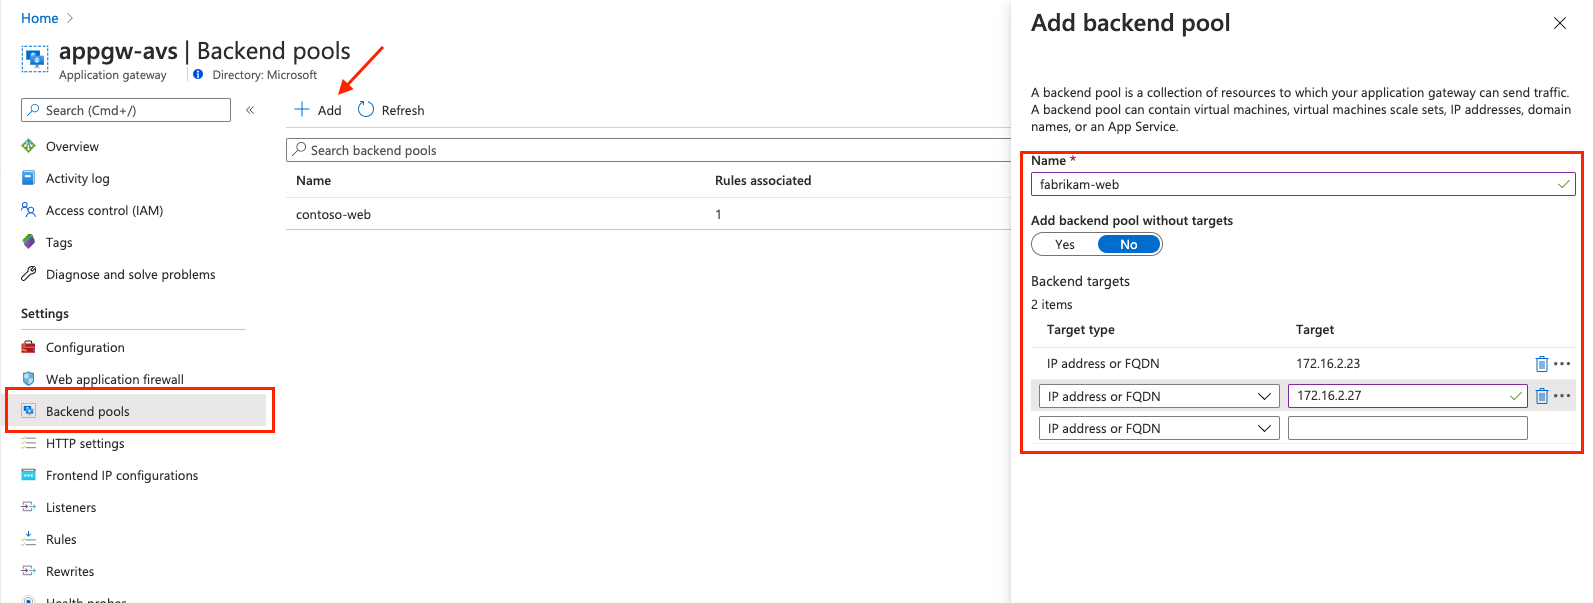 Home
appgw-avs | Backend pools
Application gateway
Directory: Microsoft
Search (Cmd+/)
«
Overview
Activity log
Access control (IAM)
Tags
Diagnose and solve problems
Settings
Configuration
Web application firewall
Backend pools
HTTP settings
Frontend IP configurations
Listeners
Rules
Rewrites
Health probes
Add
Refresh
Search backend pools
Name
Rules associated
contoso-web
1
Add backend pool
A backend pool is a collection of resources to which your application gateway can send traffic.
A backend pool can contain virtual machines, virtual machines scale sets, IP addresses, domain
names, or an App Service.
Name *
fabrikam-web
Add backend pool without targets
Yes No
Backend targets
2 items
Target type Target
IP address or FQDN 172.16.2.23
IP address or FQDN 172.16.2.27
IP address or FQDN